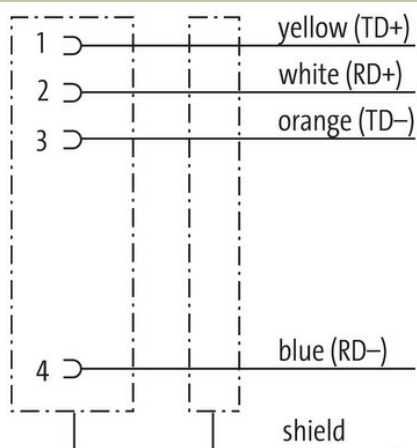 1 yellow (TD+)
2 white (RD+)
3 orange (TD–)
4 blue (RD–)
shield